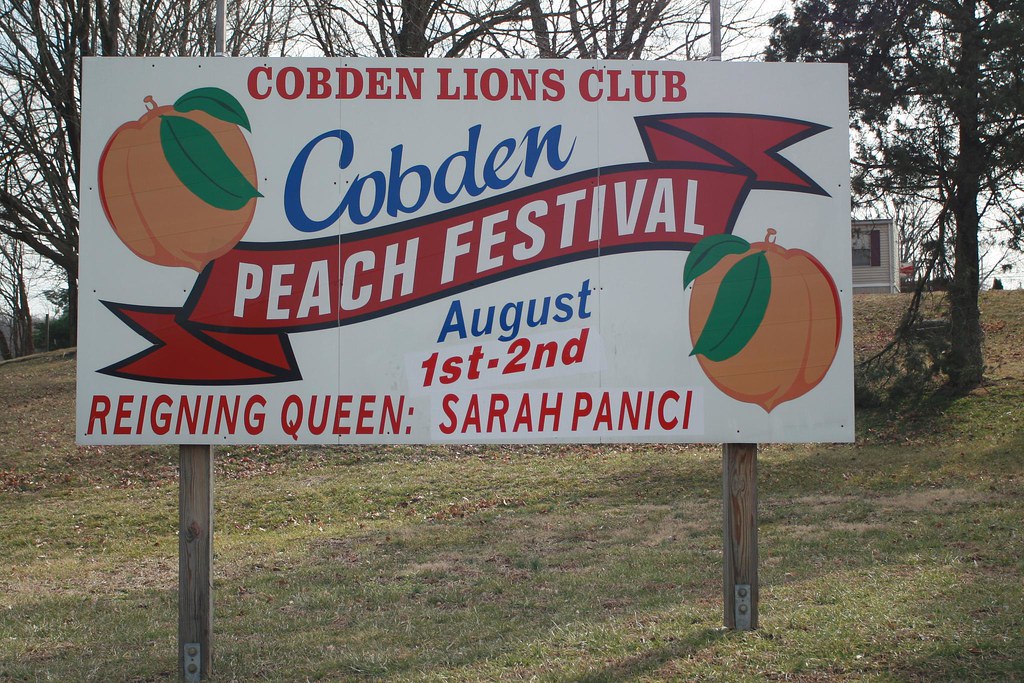 COBDEN LIONS CLUB
Cobden
PEACH FESTIVAL
August
1st-2nd
REIGNING QUEEN: SARAH PANICI